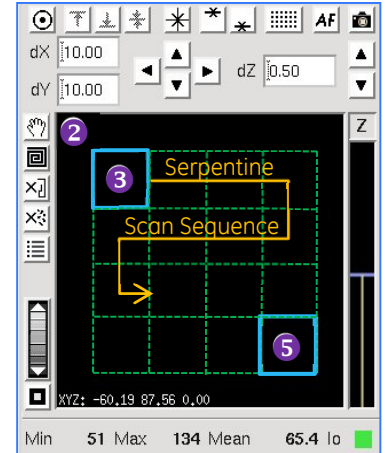 AF
dX 10.00
dY 10.00
dZ 0.50
2
Z
3
Serpentine
Scan Sequence
5
XYZ: -60.19 87.56 0.00
Min 51 Max 134 Mean 65.4 Io